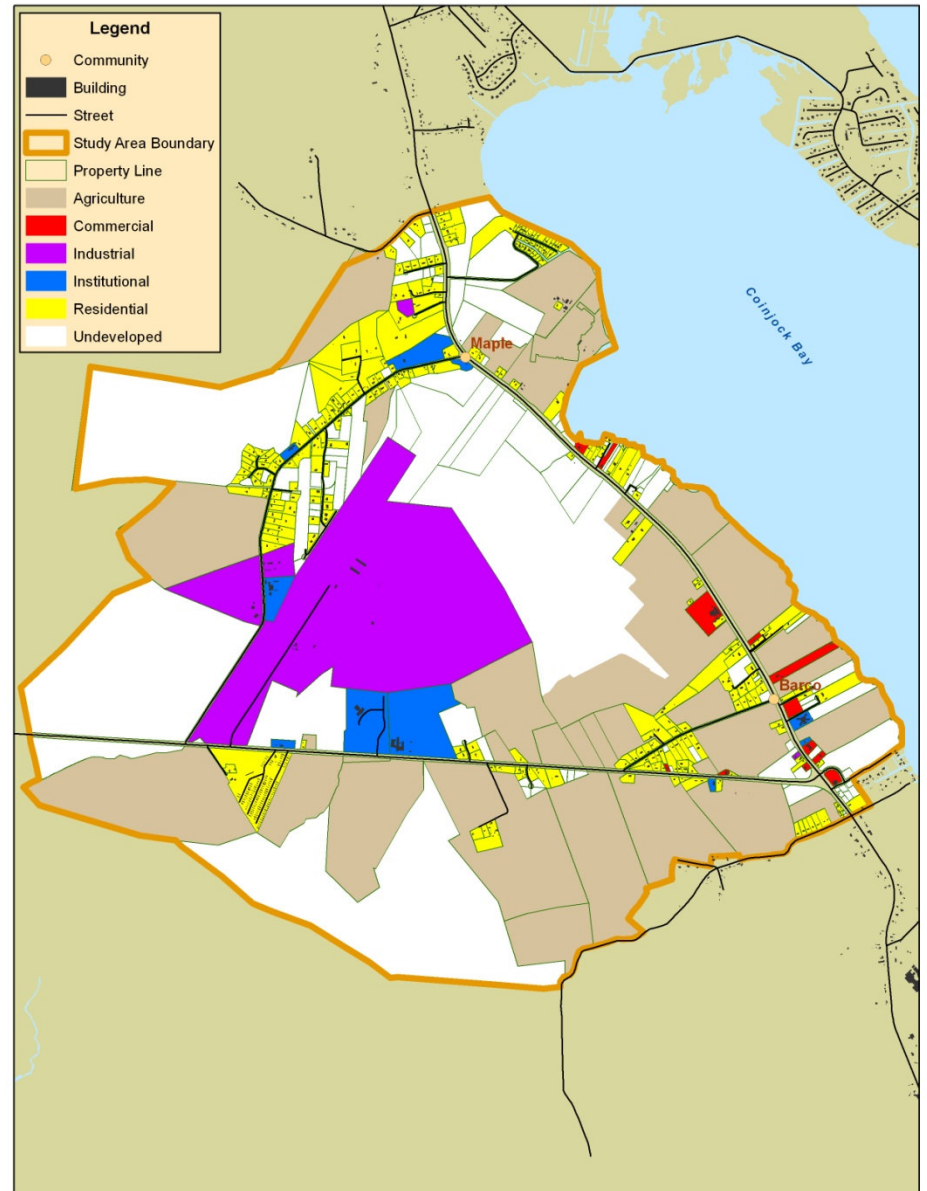 Legend
Community
Building
Street
Study Area Boundary
Property Line
Agriculture
Commercial
Industrial
Institutional
Residential
Undeveloped
Coinjock Bay
Maple
Barco